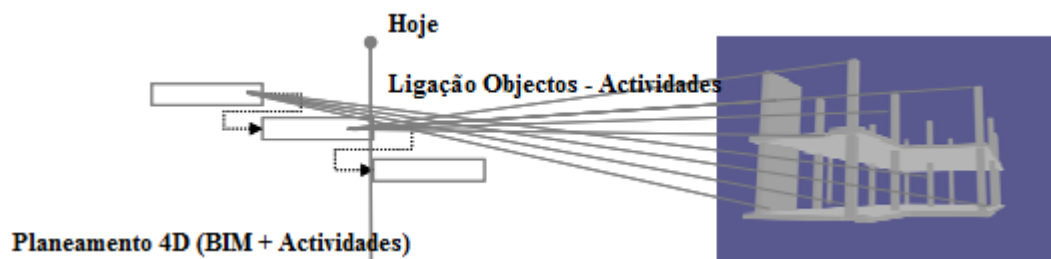 Hoje
Ligação Objectos - Actividades
Planeamento 4D (BIM + Actividades)